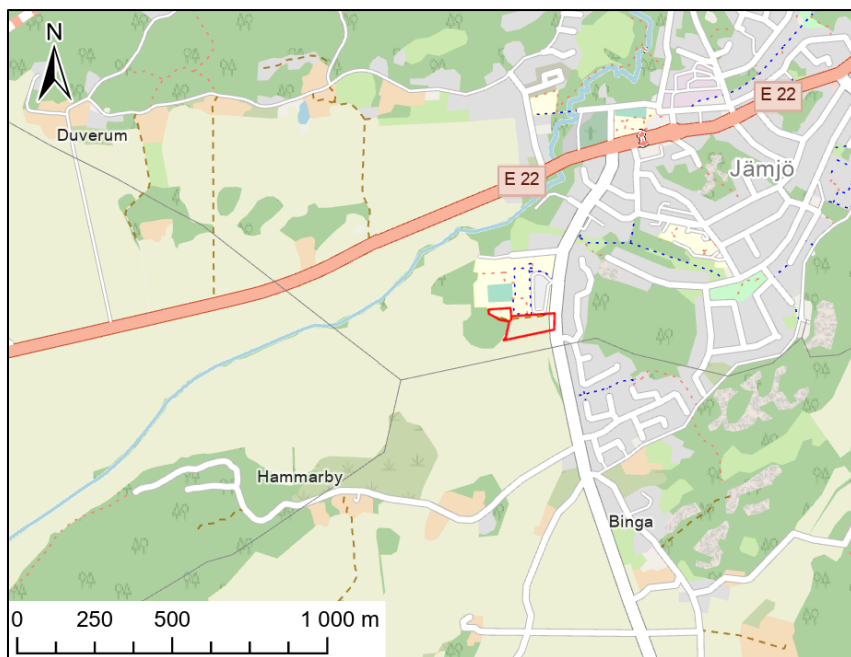 N
E 22
Duverum
Jämjö
E 22
Hammarby
Binga
0 250 500 1 000 m